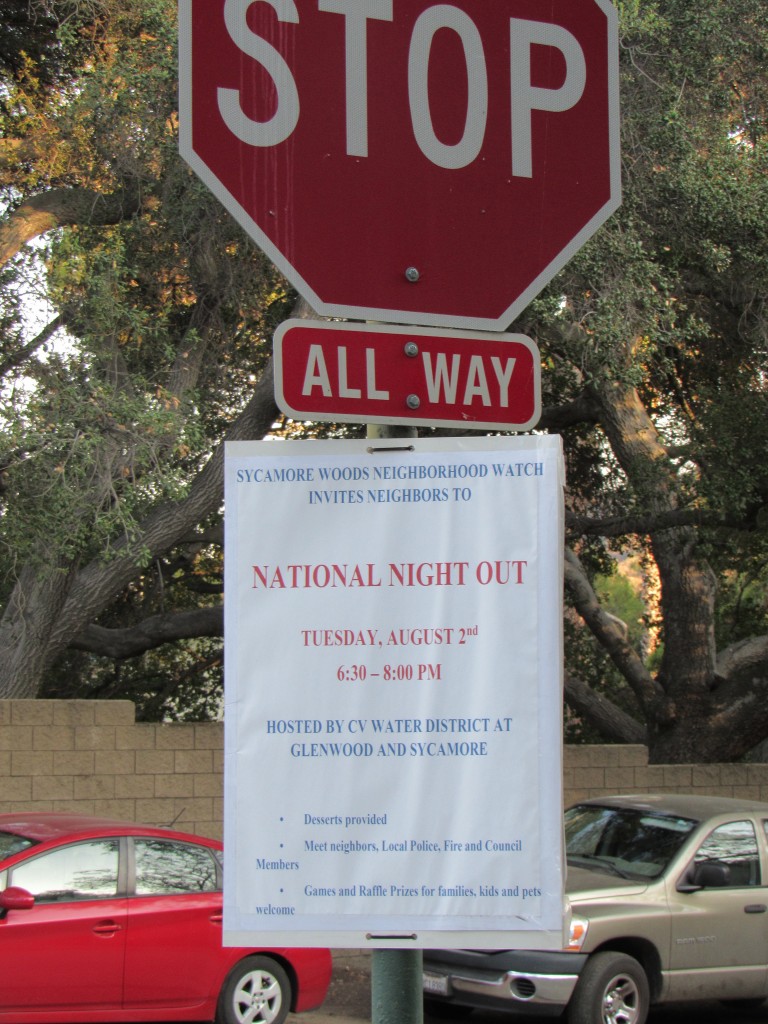 STOP
ALL WAY
SYCAMORE WOODS NEIGHBORHOOD WATCH
INVITES NEIGHBORS TO
NATIONAL NIGHT OUT
TUESDAY, AUGUST 2nd
6:30 – 8:00 PM
HOSTED BY CV WATER DISTRICT AT
GLENWOOD AND SYCAMORE
• Desserts provided
• Meet neighbors, Local Police, Fire and Council
Members
• Games and Raffle Prizes for families, kids and pets
welcome